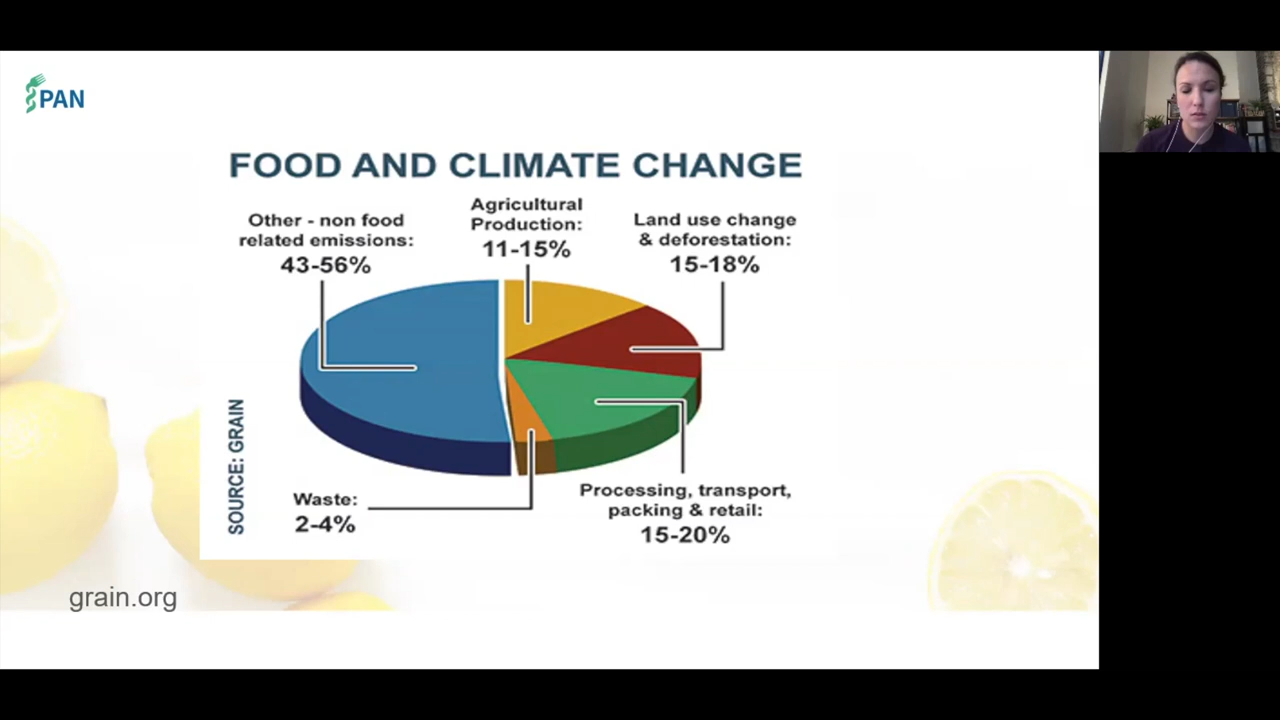 PAN
FOOD AND CLIMATE CHANGE
Other - non food
related emissions:
43-56%
Agricultural
Production:
11-15%
Land use change
& deforestation:
15-18%
SOURCE: GRAIN
Waste:
2-4%
Processing, transport,
packing & retail:
15-20%
grain.org